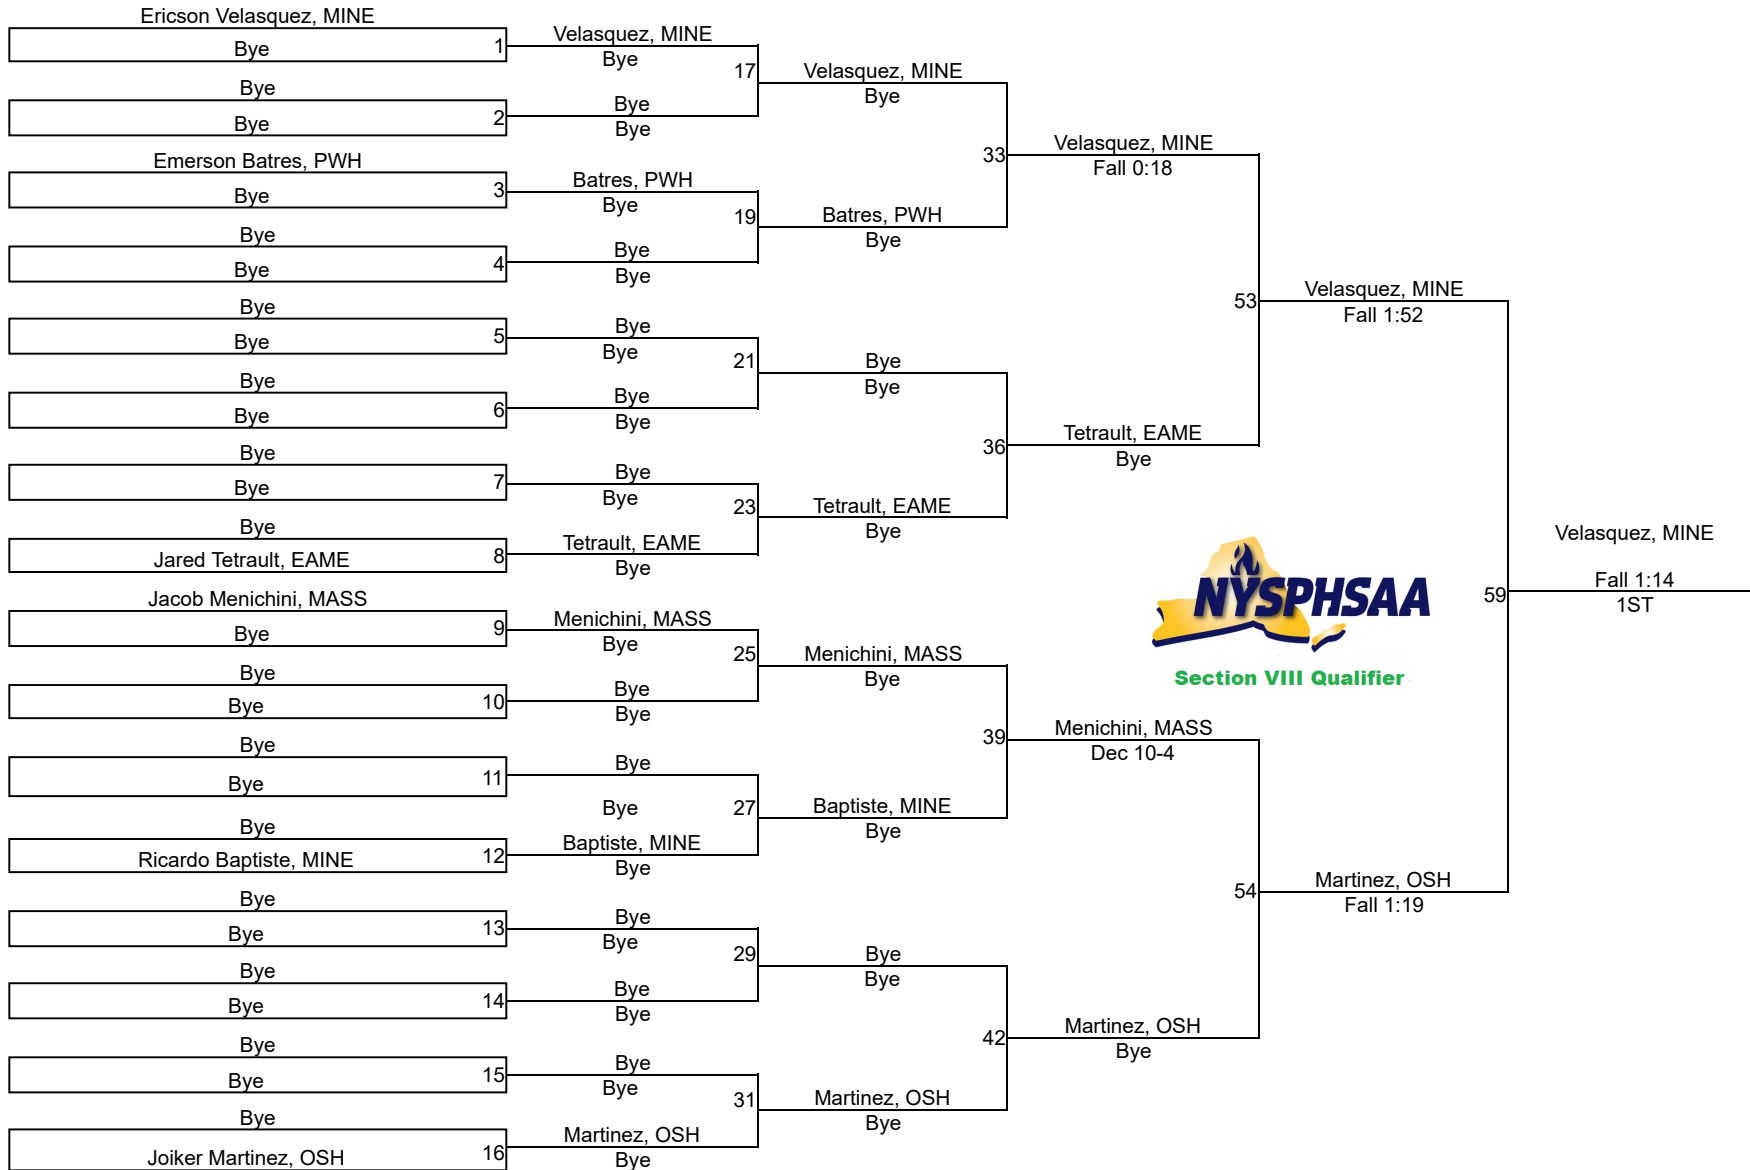 Ericson Velasquez, MINE
Bye
1
Bye
Bye
2
Emerson Batres, PWH
Bye
3
Bye
Bye
4
Bye
Bye
5
Bye
Bye
6
Bye
Bye
7
Bye
Jared Tetrault, EAME
8
Jacob Menichini, MASS
Bye
9
Bye
Bye
10
Bye
Bye
11
Bye
Ricardo Baptiste, MINE
12
Bye
Bye
13
Bye
Bye
14
Bye
Bye
15
Bye
Joiker Martinez, OSH
16
Velasquez, MINE
Bye
17
Bye
Bye
Batres, PWH
Bye
19
Bye
Bye
Bye
Bye
21
Bye
Bye
Bye
Bye
23
Tetrault, EAME
Bye
Menichini, MASS
Bye
25
Bye
Bye
Bye
Bye
27
Baptiste, MINE
Bye
Bye
Bye
29
Bye
Bye
Bye
Bye
31
Martinez, OSH
Bye
Velasquez, MINE
Bye
33
Batres, PWH
Bye
Bye
Bye
36
Tetrault, EAME
Bye
Menichini, MASS
Bye
39
Baptiste, MINE
Bye
Bye
Bye
42
Martinez, OSH
Bye
Velasquez, MINE
Fall 0:18
53
Tetrault, EAME
Bye
NYSPHSAA
Section VIII Qualifier
Menichini, MASS
Dec 10-4
54
Martinez, OSH
Bye
Velasquez, MINE
Fall 1:52
59
Martinez, OSH
Fall 1:19
Velasquez, MINE
Fall 1:14
1ST